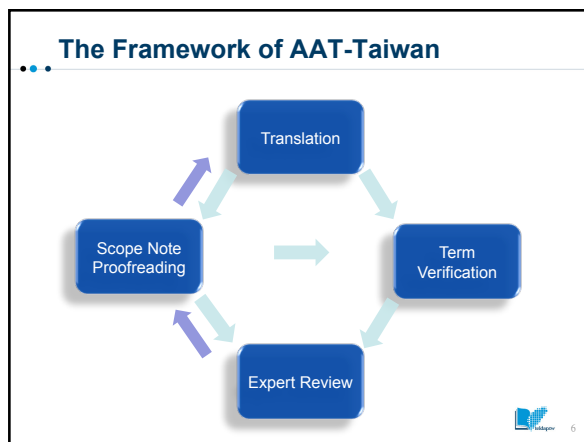 The Framework of AAT-Taiwan
Translation
Scope Note
Proofreading
Term
Verification
Expert Review
6